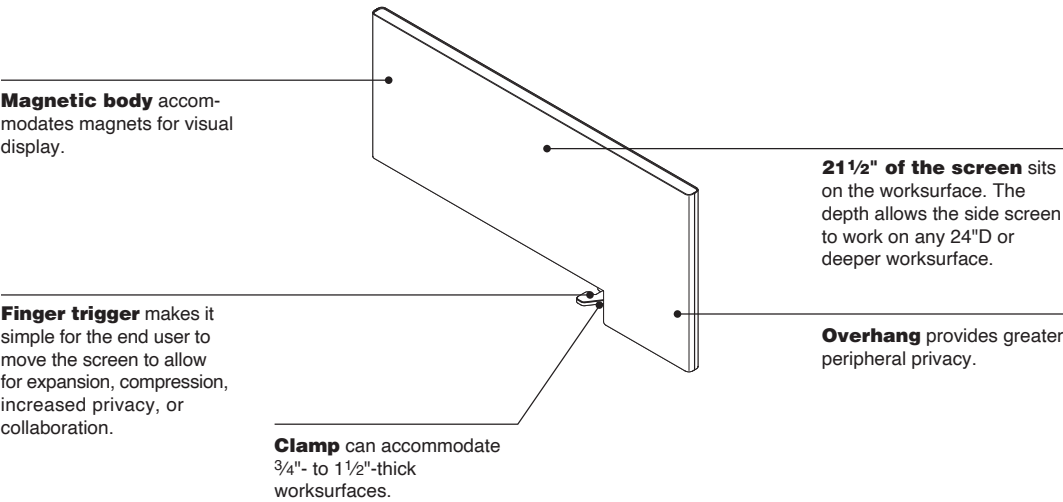 Magnetic body accom-
modates magnets for visual
display.
21½" of the screen sits
on the worksurface. The
depth allows the side screen
to work on any 24"D or
deeper worksurface.
Finger trigger makes it
simple for the end user to
move the screen to allow
for expansion, compression,
increased privacy, or
collaboration.
Overhang provides greater
peripheral privacy.
Clamp can accommodate
¾"- to 1½"-thick
worksurfaces.